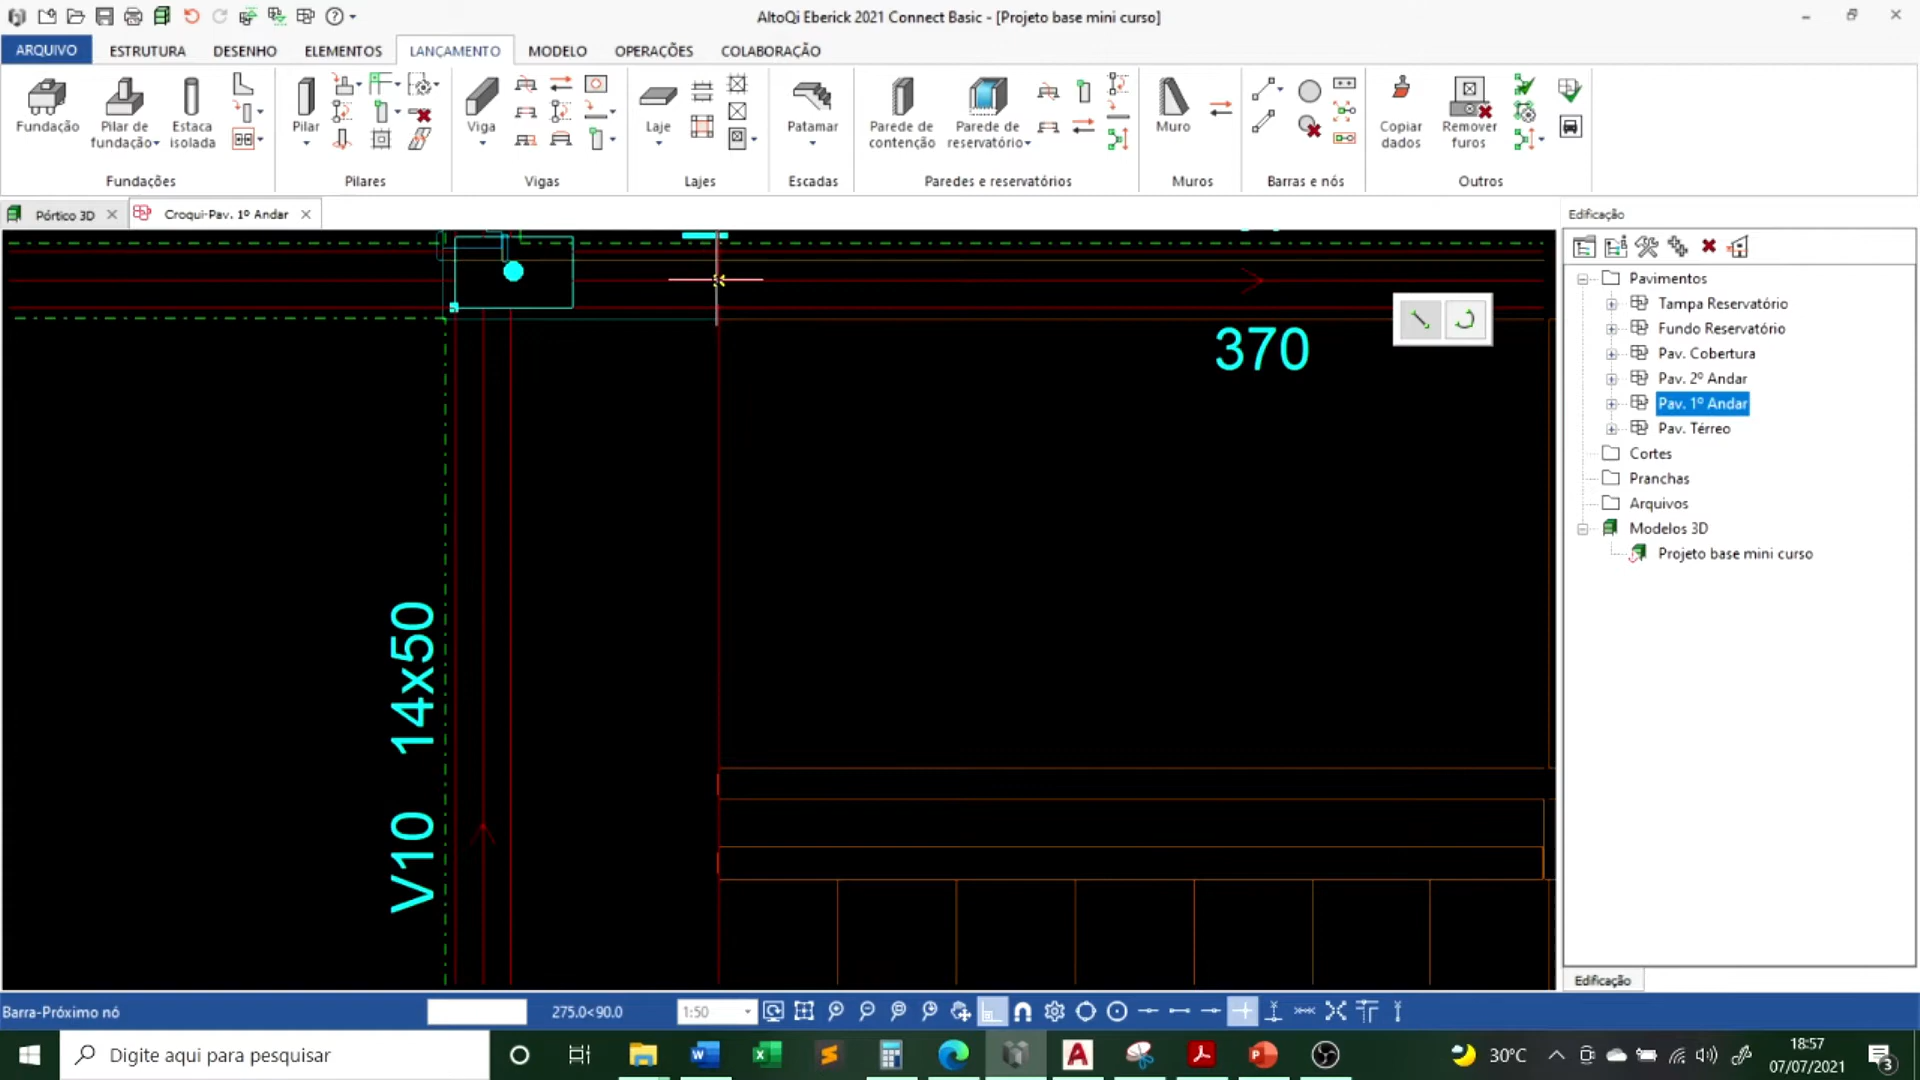 AltoQi Eberick 2021 Connect Basic - [Projeto base mini curso]
ARQUIVO ESTRUTURA DESENHO ELEMENTOS LANÇAMENTO MODELO OPERAÇÕES COLABORAÇÃO
Fundação
Pilar de fundação
Estaca isolada
Fundações
Pilar
Pilares
Viga
Vigas
Laje
Lajes
Patamar
Escadas
Parede de contenção
Parede de reservatório
Paredes e reservatórios
Muro
Muros
Barras e nós
Copiar dados
Remover furos
Outros
Pórtico 3D
Croqui-Pav. 1º Andar
Edificação
Pavimentos
Tampa Reservatório
Fundo Reservatório
Pav. Cobertura
Pav. 2º Andar
Pav. 1º Andar
Pav. Térreo
Cortes
Pranchas
Arquivos
Modelos 3D
Projeto base mini curso
Edificação
370
V10 14x50
Barra-Próximo nó
275.0<90.0
1:50
Digite aqui para pesquisar
30°C
18:57
07/07/2021
3